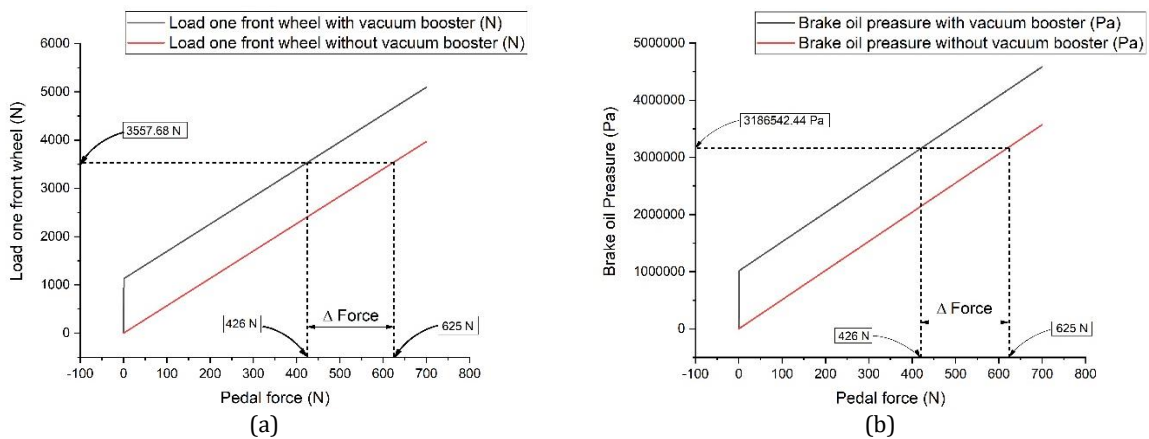 Load one front wheel with vacuum booster (N)
Load one front wheel without vacuum booster (N)
6000
5000
4000
3000
2000
1000
0
Load one front wheel (N)
3557.68 N
Δ Force
426 N
625 N
-100 0 100 200 300 400 500 600 700 800
Pedal force (N)
(a)
Brake oil preasure with vacuum booster (Pa)
Brake oil preasure without vacuum booster (Pa)
5000000
4000000
3000000
2000000
1000000
0
Brake oil Preasure (Pa)
3186542.44 Pa
Δ Force
426 N
625 N
-100 0 100 200 300 400 500 600 700 800
Pedal force (N)
(b)